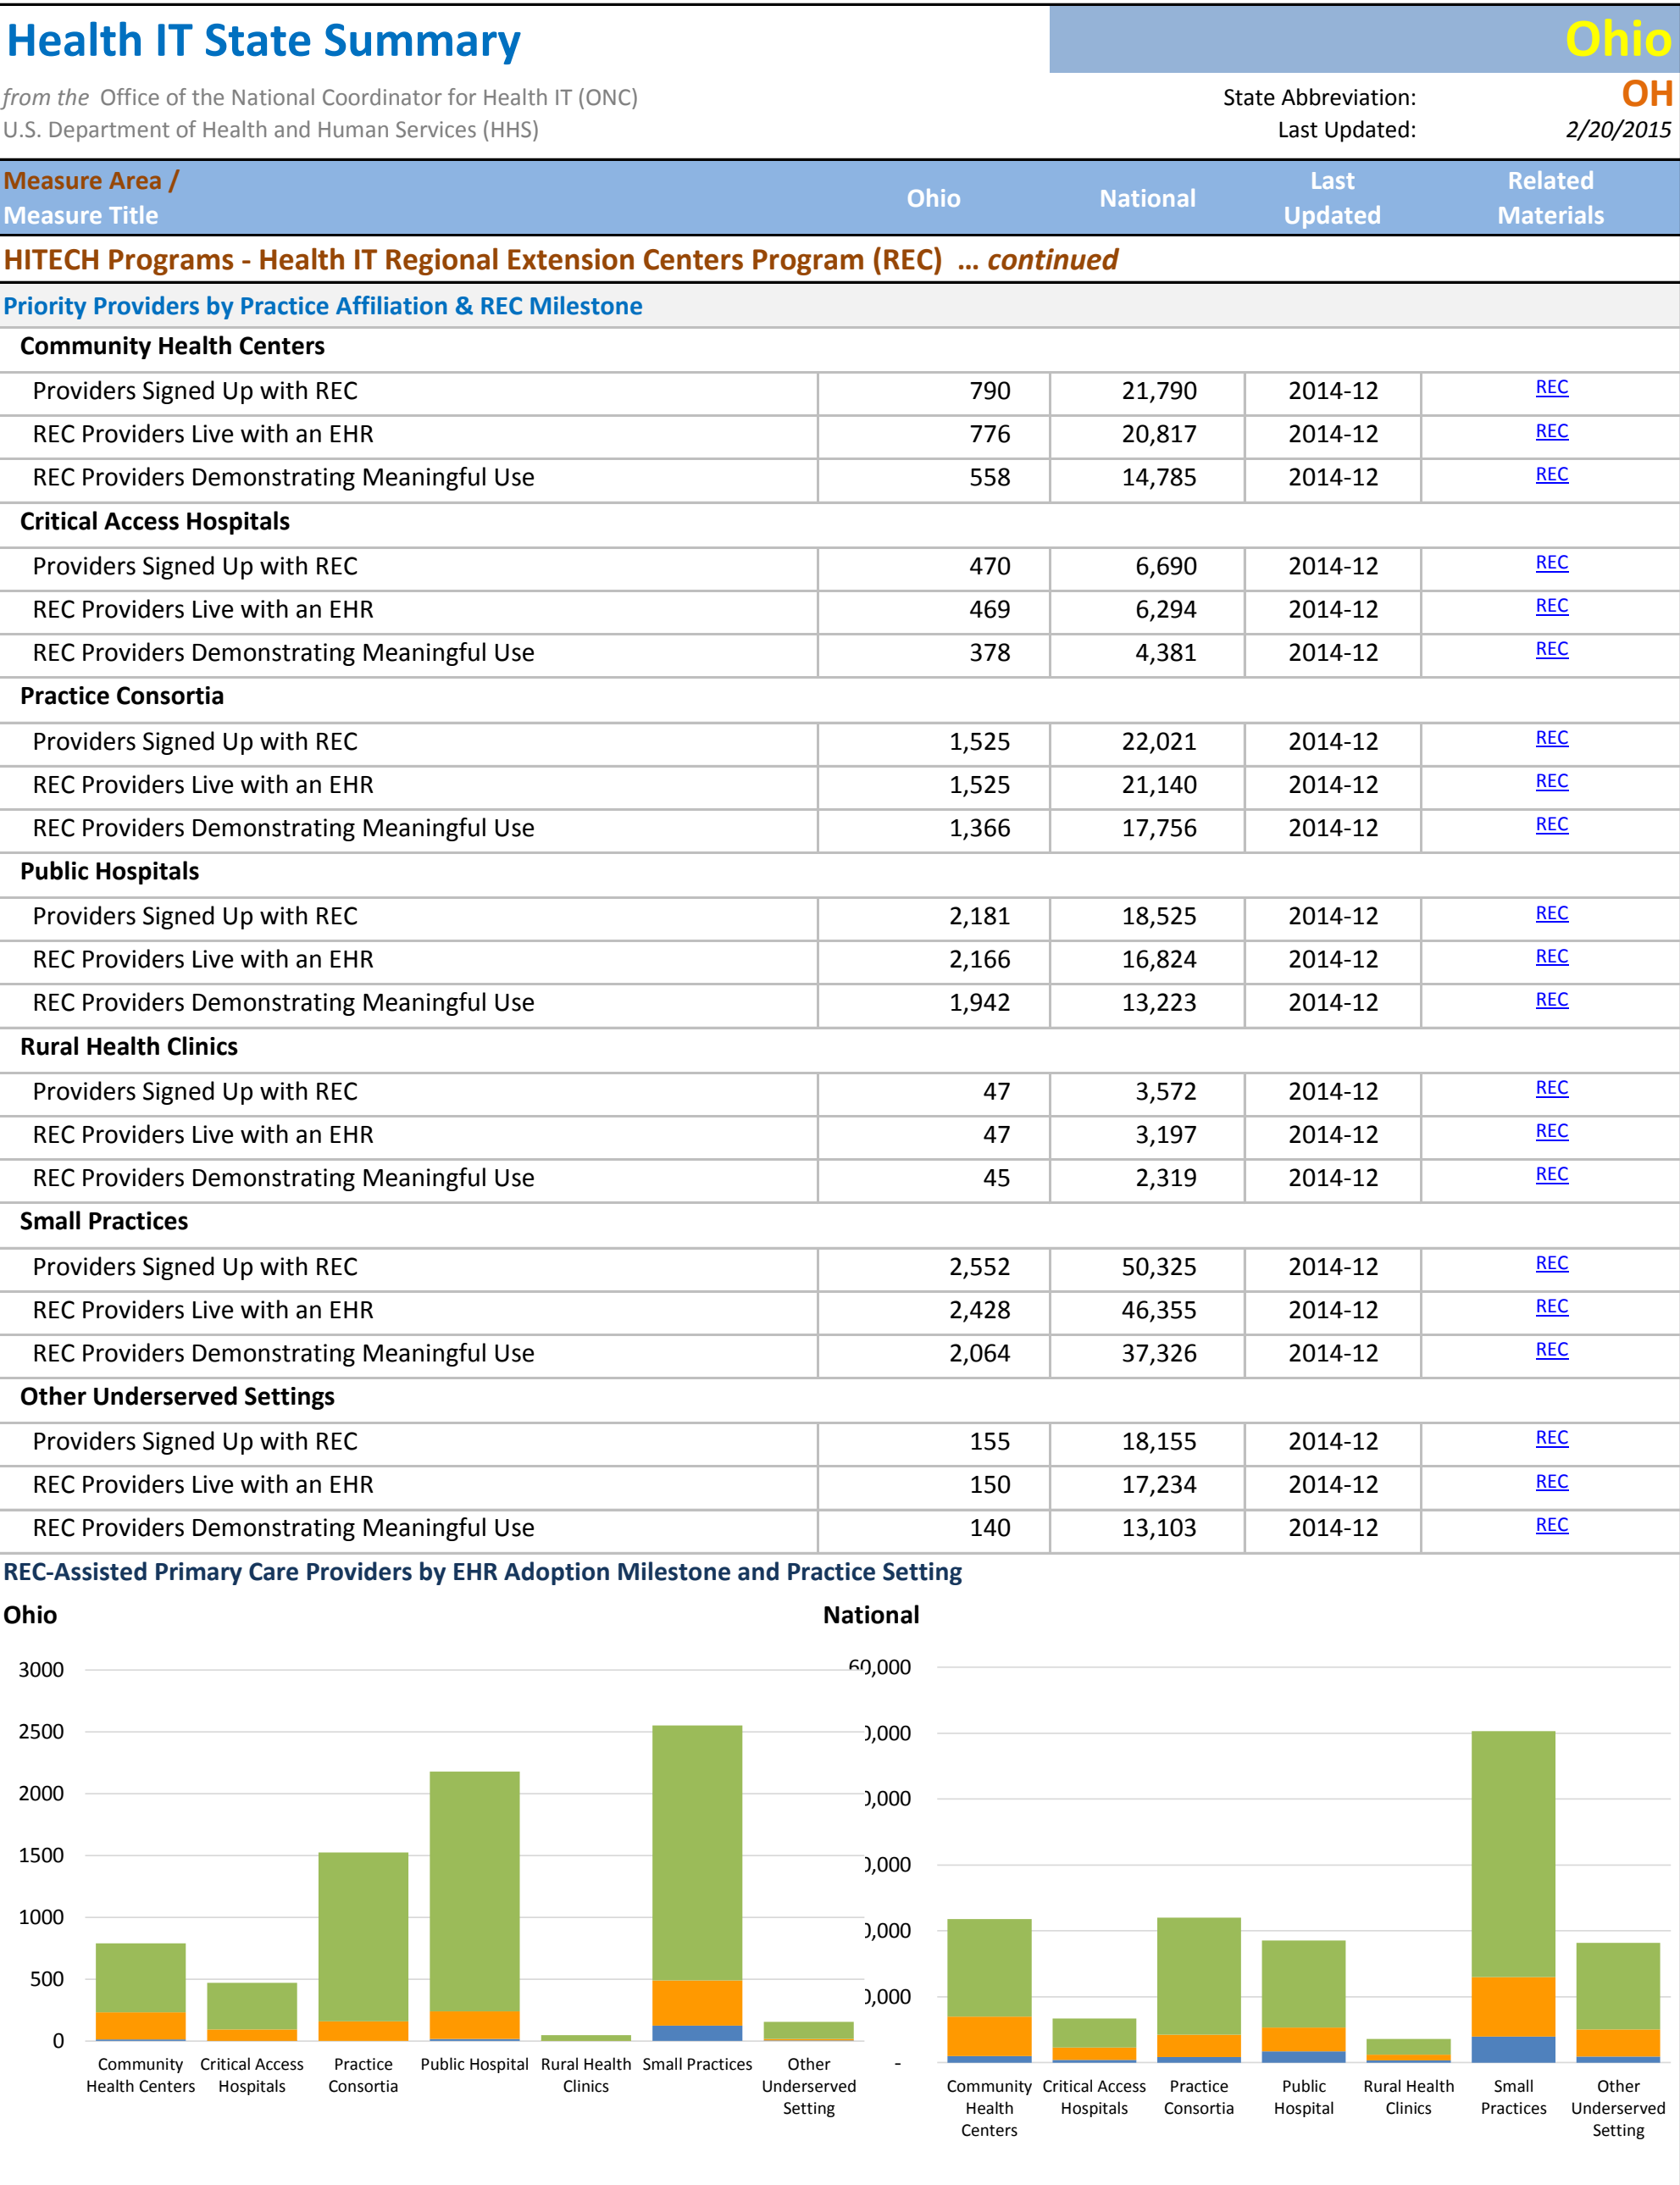 Health IT State Summary
Ohio
from the Office of the National Coordinator for Health IT (ONC)
State Abbreviation: OH
U.S. Department of Health and Human Services (HHS)
Last Updated: 2/20/2015
Measure Area /
Measure Title
Ohio
National
Last
Updated
Related
Materials
HITECH Programs - Health IT Regional Extension Centers Program (REC) ... continued
Priority Providers by Practice Affiliation & REC Milestone
Community Health Centers
Providers Signed Up with REC 790 21,790 2014-12 REC
REC Providers Live with an EHR 776 20,817 2014-12 REC
REC Providers Demonstrating Meaningful Use 558 14,785 2014-12 REC
Critical Access Hospitals
Providers Signed Up with REC 470 6,690 2014-12 REC
REC Providers Live with an EHR 469 6,294 2014-12 REC
REC Providers Demonstrating Meaningful Use 378 4,381 2014-12 REC
Practice Consortia
Providers Signed Up with REC 1,525 22,021 2014-12 REC
REC Providers Live with an EHR 1,525 21,140 2014-12 REC
REC Providers Demonstrating Meaningful Use 1,366 17,756 2014-12 REC
Public Hospitals
Providers Signed Up with REC 2,181 18,525 2014-12 REC
REC Providers Live with an EHR 2,166 16,824 2014-12 REC
REC Providers Demonstrating Meaningful Use 1,942 13,223 2014-12 REC
Rural Health Clinics
Providers Signed Up with REC 47 3,572 2014-12 REC
REC Providers Live with an EHR 47 3,197 2014-12 REC
REC Providers Demonstrating Meaningful Use 45 2,319 2014-12 REC
Small Practices
Providers Signed Up with REC 2,552 50,325 2014-12 REC
REC Providers Live with an EHR 2,428 46,355 2014-12 REC
REC Providers Demonstrating Meaningful Use 2,064 37,326 2014-12 REC
Other Underserved Settings
Providers Signed Up with REC 155 18,155 2014-12 REC
REC Providers Live with an EHR 150 17,234 2014-12 REC
REC Providers Demonstrating Meaningful Use 140 13,103 2014-12 REC
REC-Assisted Primary Care Providers by EHR Adoption Milestone and Practice Setting
Ohio
3000
2500
2000
1500
1000
500
0
Community
Health Centers
Critical Access
Hospitals
Practice
Consortia
Public Hospital
Rural Health
Clinics
Small Practices
Other
Underserved
Setting
National
60,000
0,000
0,000
0,000
0,000
0,000
-
Community
Health
Centers
Critical Access
Hospitals
Practice
Consortia
Public
Hospital
Rural Health
Clinics
Small
Practices
Other
Underserved
Setting